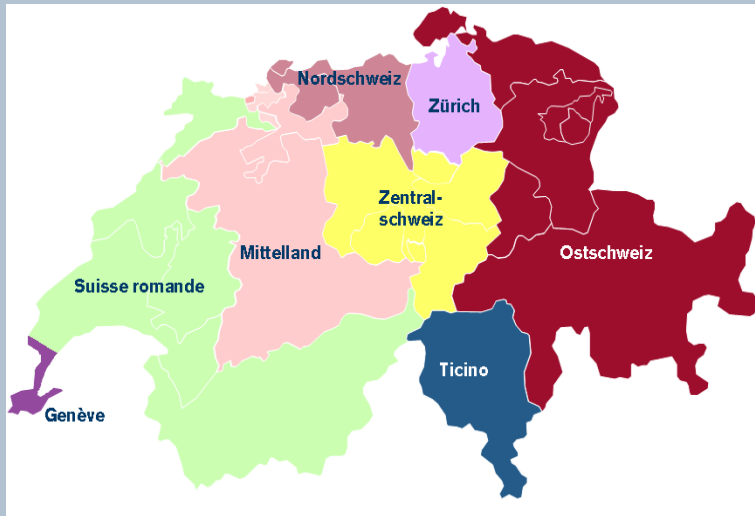 Nordschweiz
Zürich
Zentral-
schweiz
Mittelland
Ostschweiz
Suisse romande
Ticino
Genève